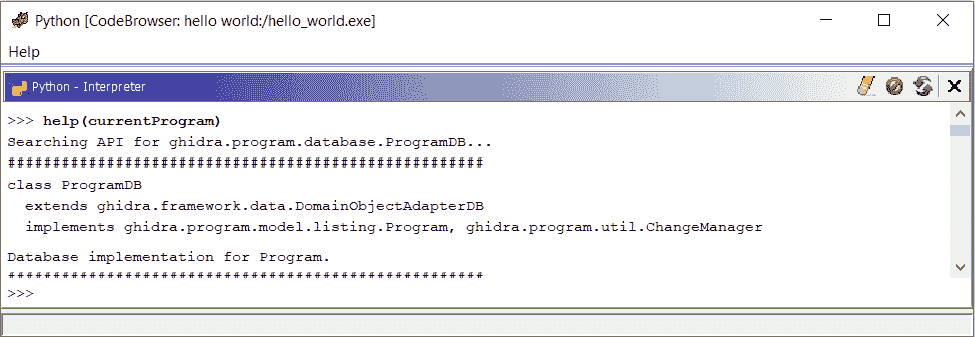 Python [CodeBrowser: hello world:/hello_world.exe]
Help
Python - Interpreter
>>> help(currentProgram)
Searching API for ghidra.program.database.ProgramDB...
#####################################################
class ProgramDB
extends ghidra.framework.data.DomainObjectAdapterDB
implements ghidra.program.model.listing.Program, ghidra.program.util.ChangeManager
Database implementation for Program.
#####################################################
>>>